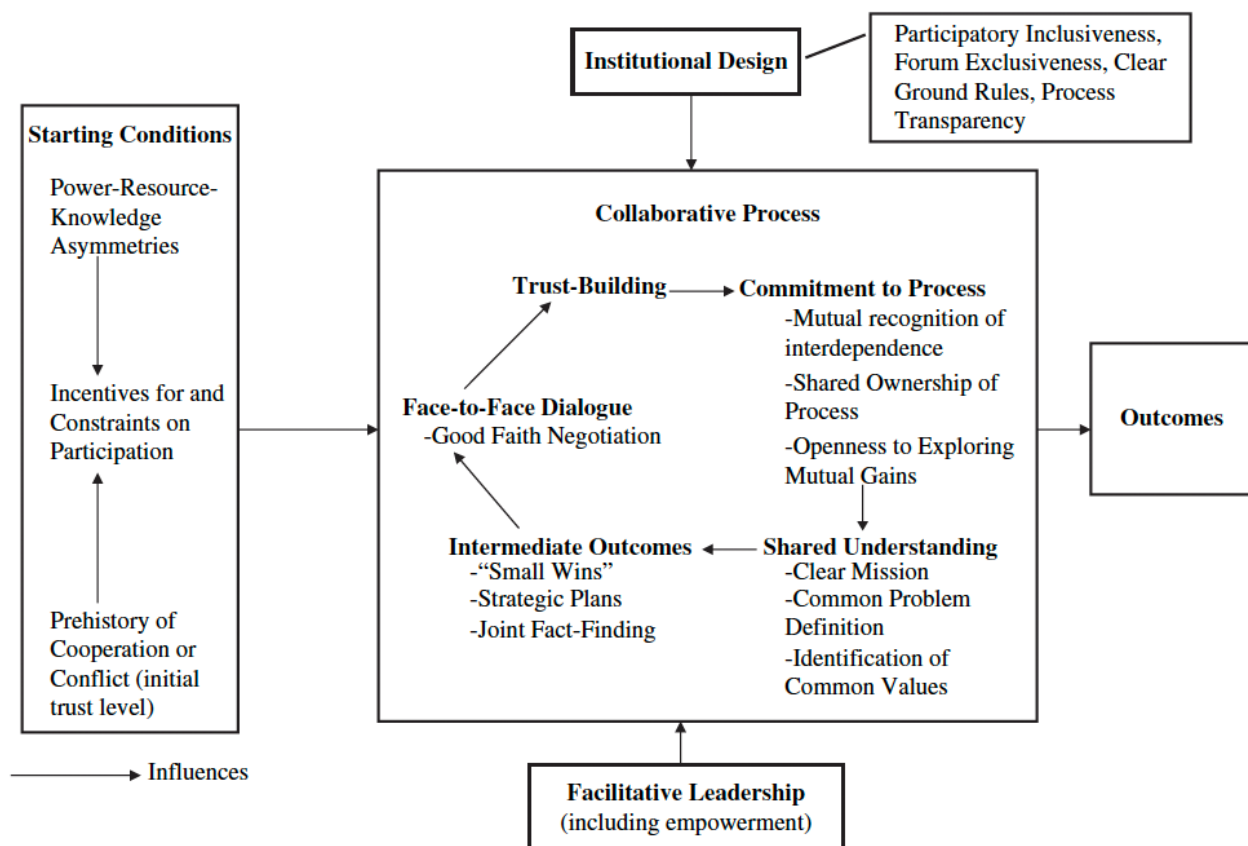 Institutional Design
Participatory Inclusiveness,
Forum Exclusiveness, Clear
Ground Rules, Process
Transparency
Starting Conditions
Power-Resource-
Knowledge
Asymmetries
Incentives for and
Constraints on
Participation
Prehistory of
Cooperation or
Conflict (initial
trust level)
Influences
Collaborative Process
Trust-Building
Commitment to Process
-Mutual recognition of
interdependence
-Shared Ownership of
Process
-Openness to Exploring
Mutual Gains
Face-to-Face Dialogue
-Good Faith Negotiation
Intermediate Outcomes
-“Small Wins”
-Strategic Plans
-Joint Fact-Finding
Shared Understanding
-Clear Mission
-Common Problem
Definition
-Identification of
Common Values
Outcomes
Facilitative Leadership
(including empowerment)